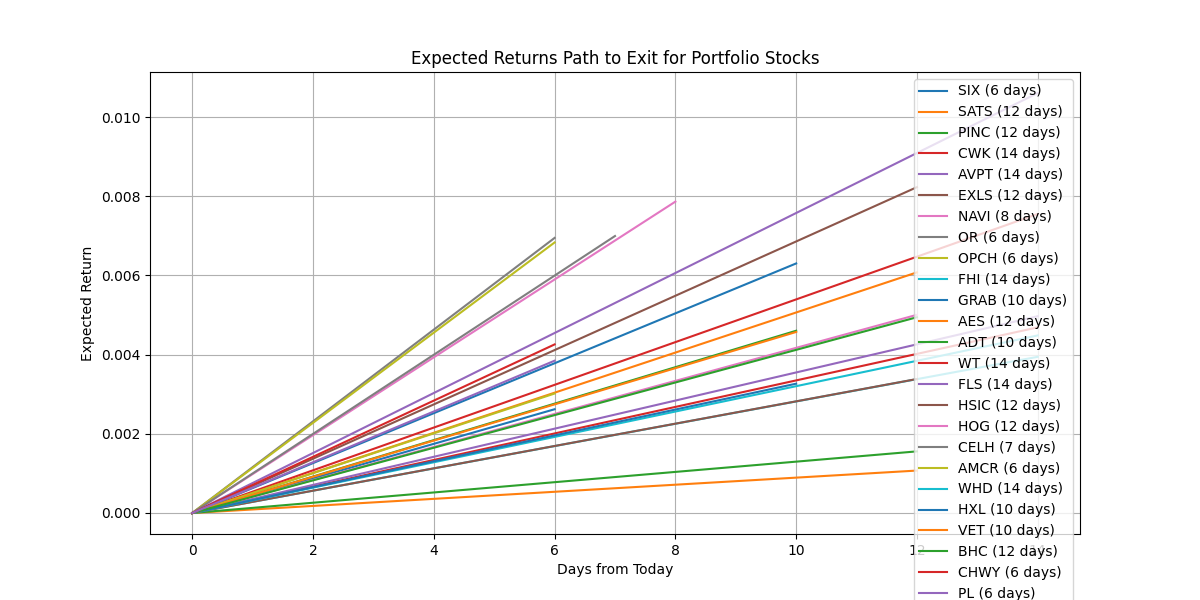 Expected Returns Path to Exit for Portfolio Stocks
Expected Return
0.010
0.008
0.006
0.004
0.002
0.000
0
2
4
6
8
10
Days from Today
SIX (6 days)
SATS (12 days)
PINC (12 days)
CWK (14 days)
AVPT (14 days)
EXLS (12 days)
NAVI (8 days)
OR (6 days)
OPCH (6 days)
FHI (14 days)
GRAB (10 days)
AES (12 days)
ADT (10 days)
WT (14 days)
FLS (14 days)
HSIC (12 days)
HOG (12 days)
CELH (7 days)
AMCR (6 days)
WHD (14 days)
HXL (10 days)
VET (10 days)
BHC (12 days)
CHWY (6 days)
PL (6 days)